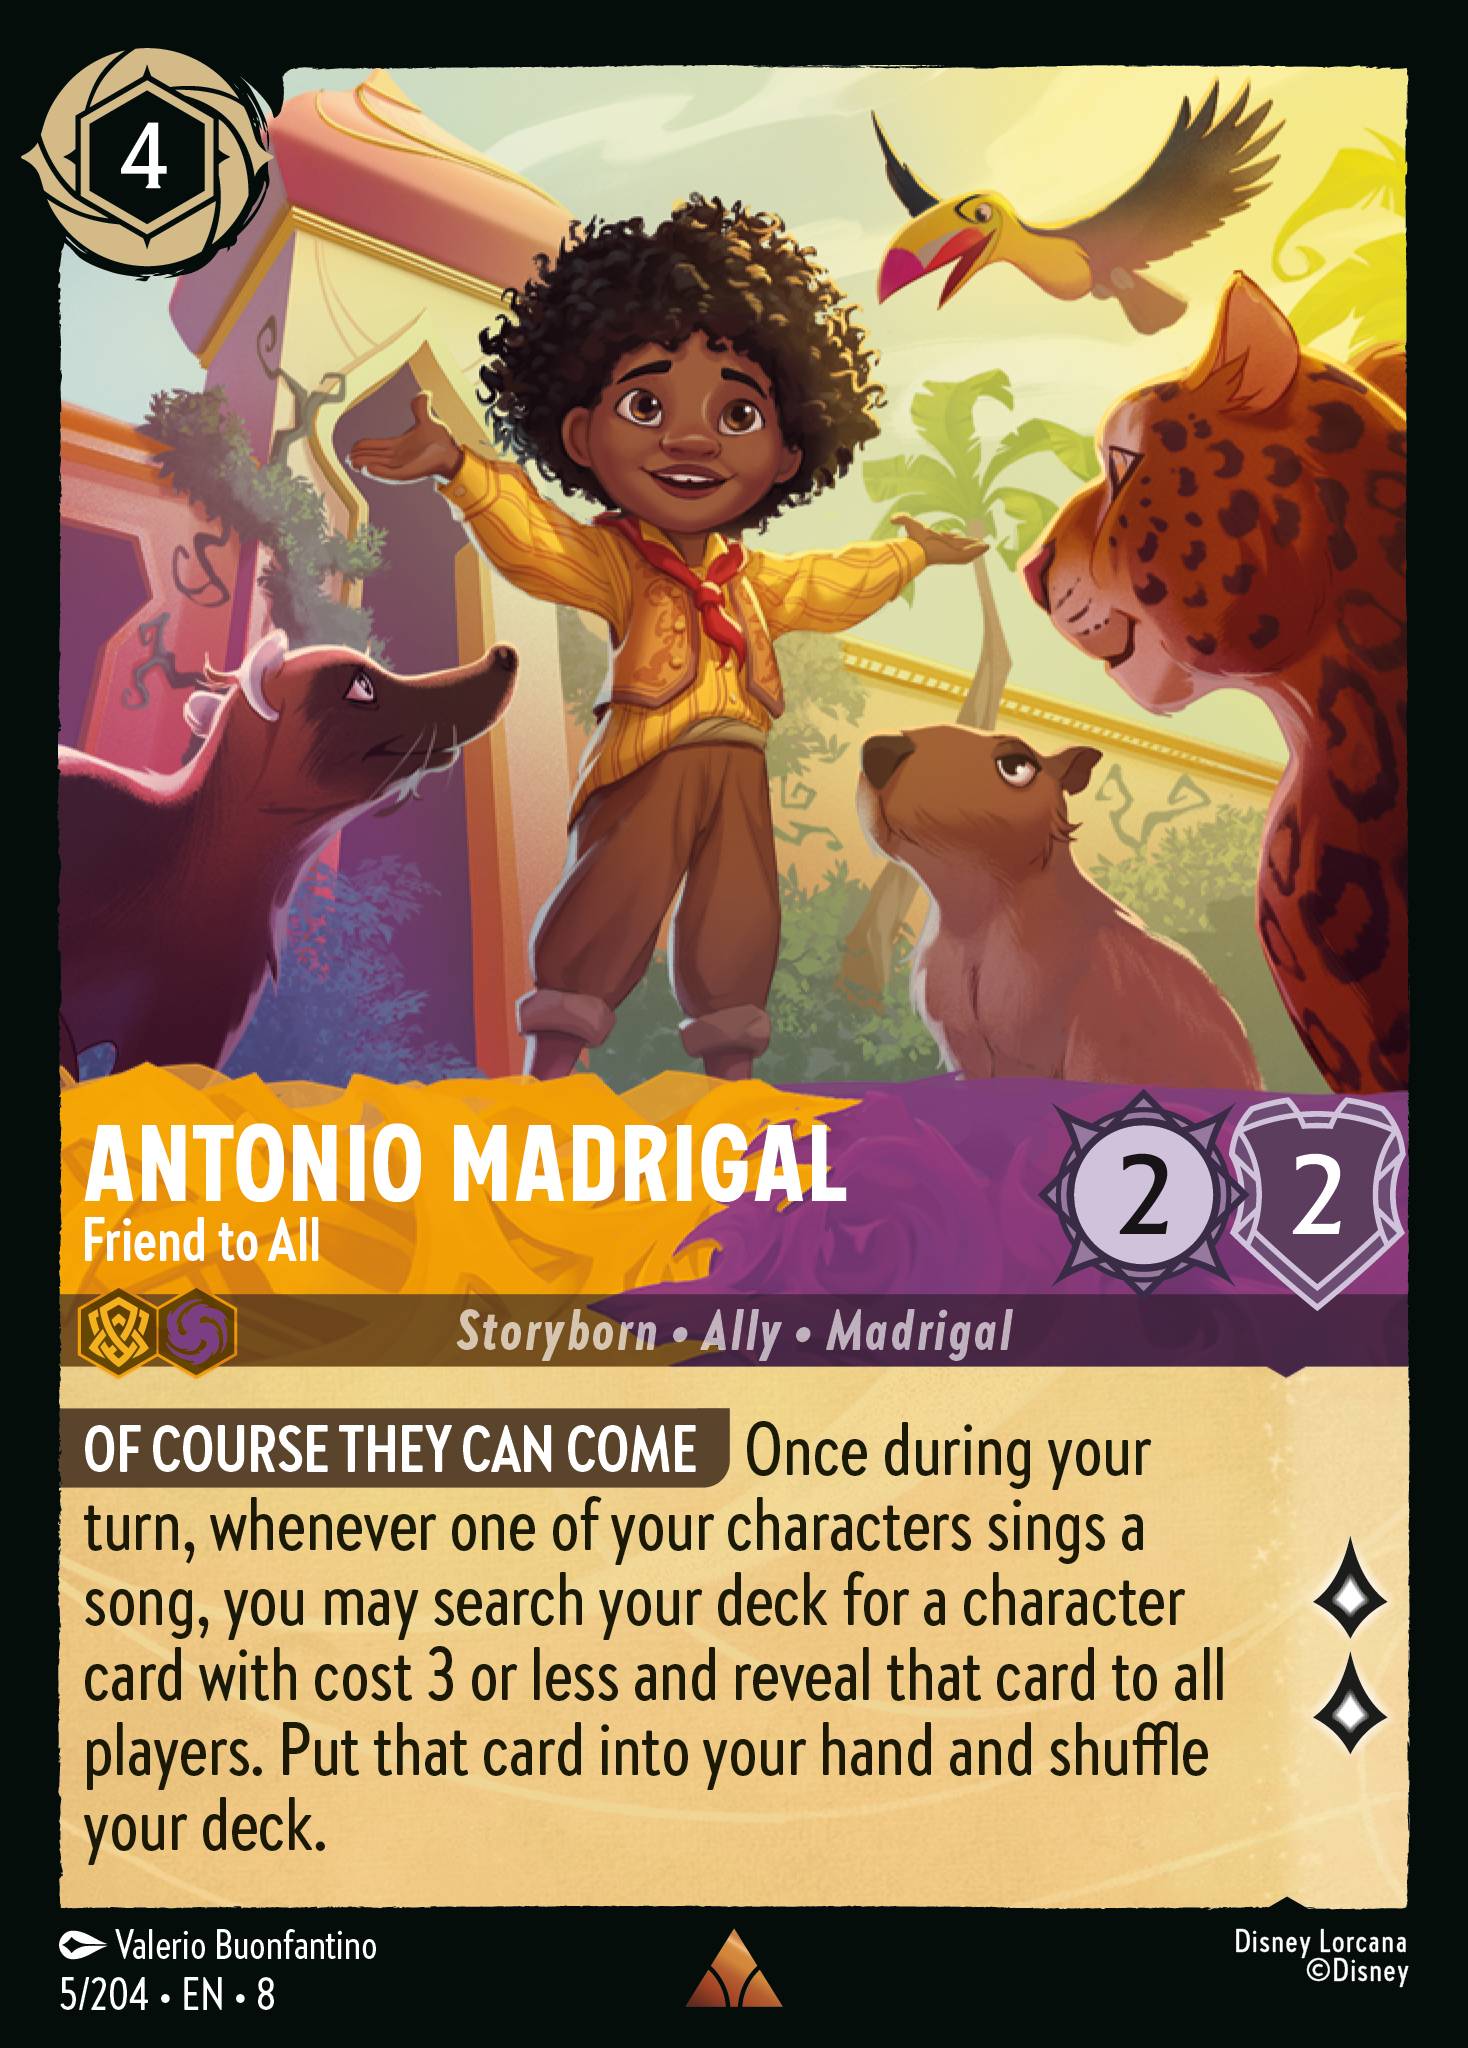 4
ANTONIO MADRIGAL
Friend to All
2 2
Storyborn • Ally • Madrigal
OF COURSE THEY CAN COME Once during your
turn, whenever one of your characters sings a
song, you may search your deck for a character
card with cost 3 or less and reveal that card to all
players. Put that card into your hand and shuffle
your deck.
Valerio Buonfantino
5/204 • EN • 8
Disney Lorcana
©Disney